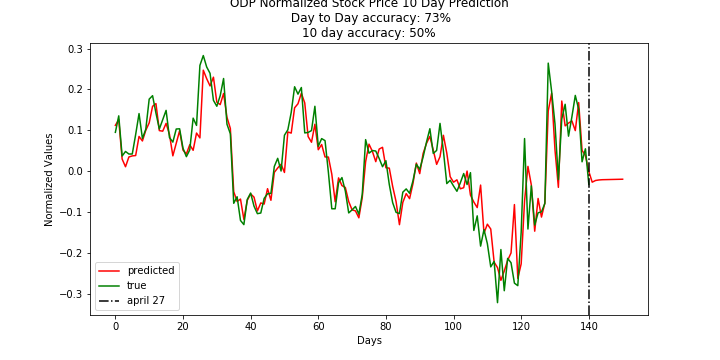 ODP Normalized Stock Price 10 Day Prediction
Day to Day accuracy: 73%
10 day accuracy: 50%
0.3
0.2
0.1
0.0
−0.1
−0.2
−0.3
Normalized Values
predicted
true
april 27
0 20 40 60 80 100 120 140
Days